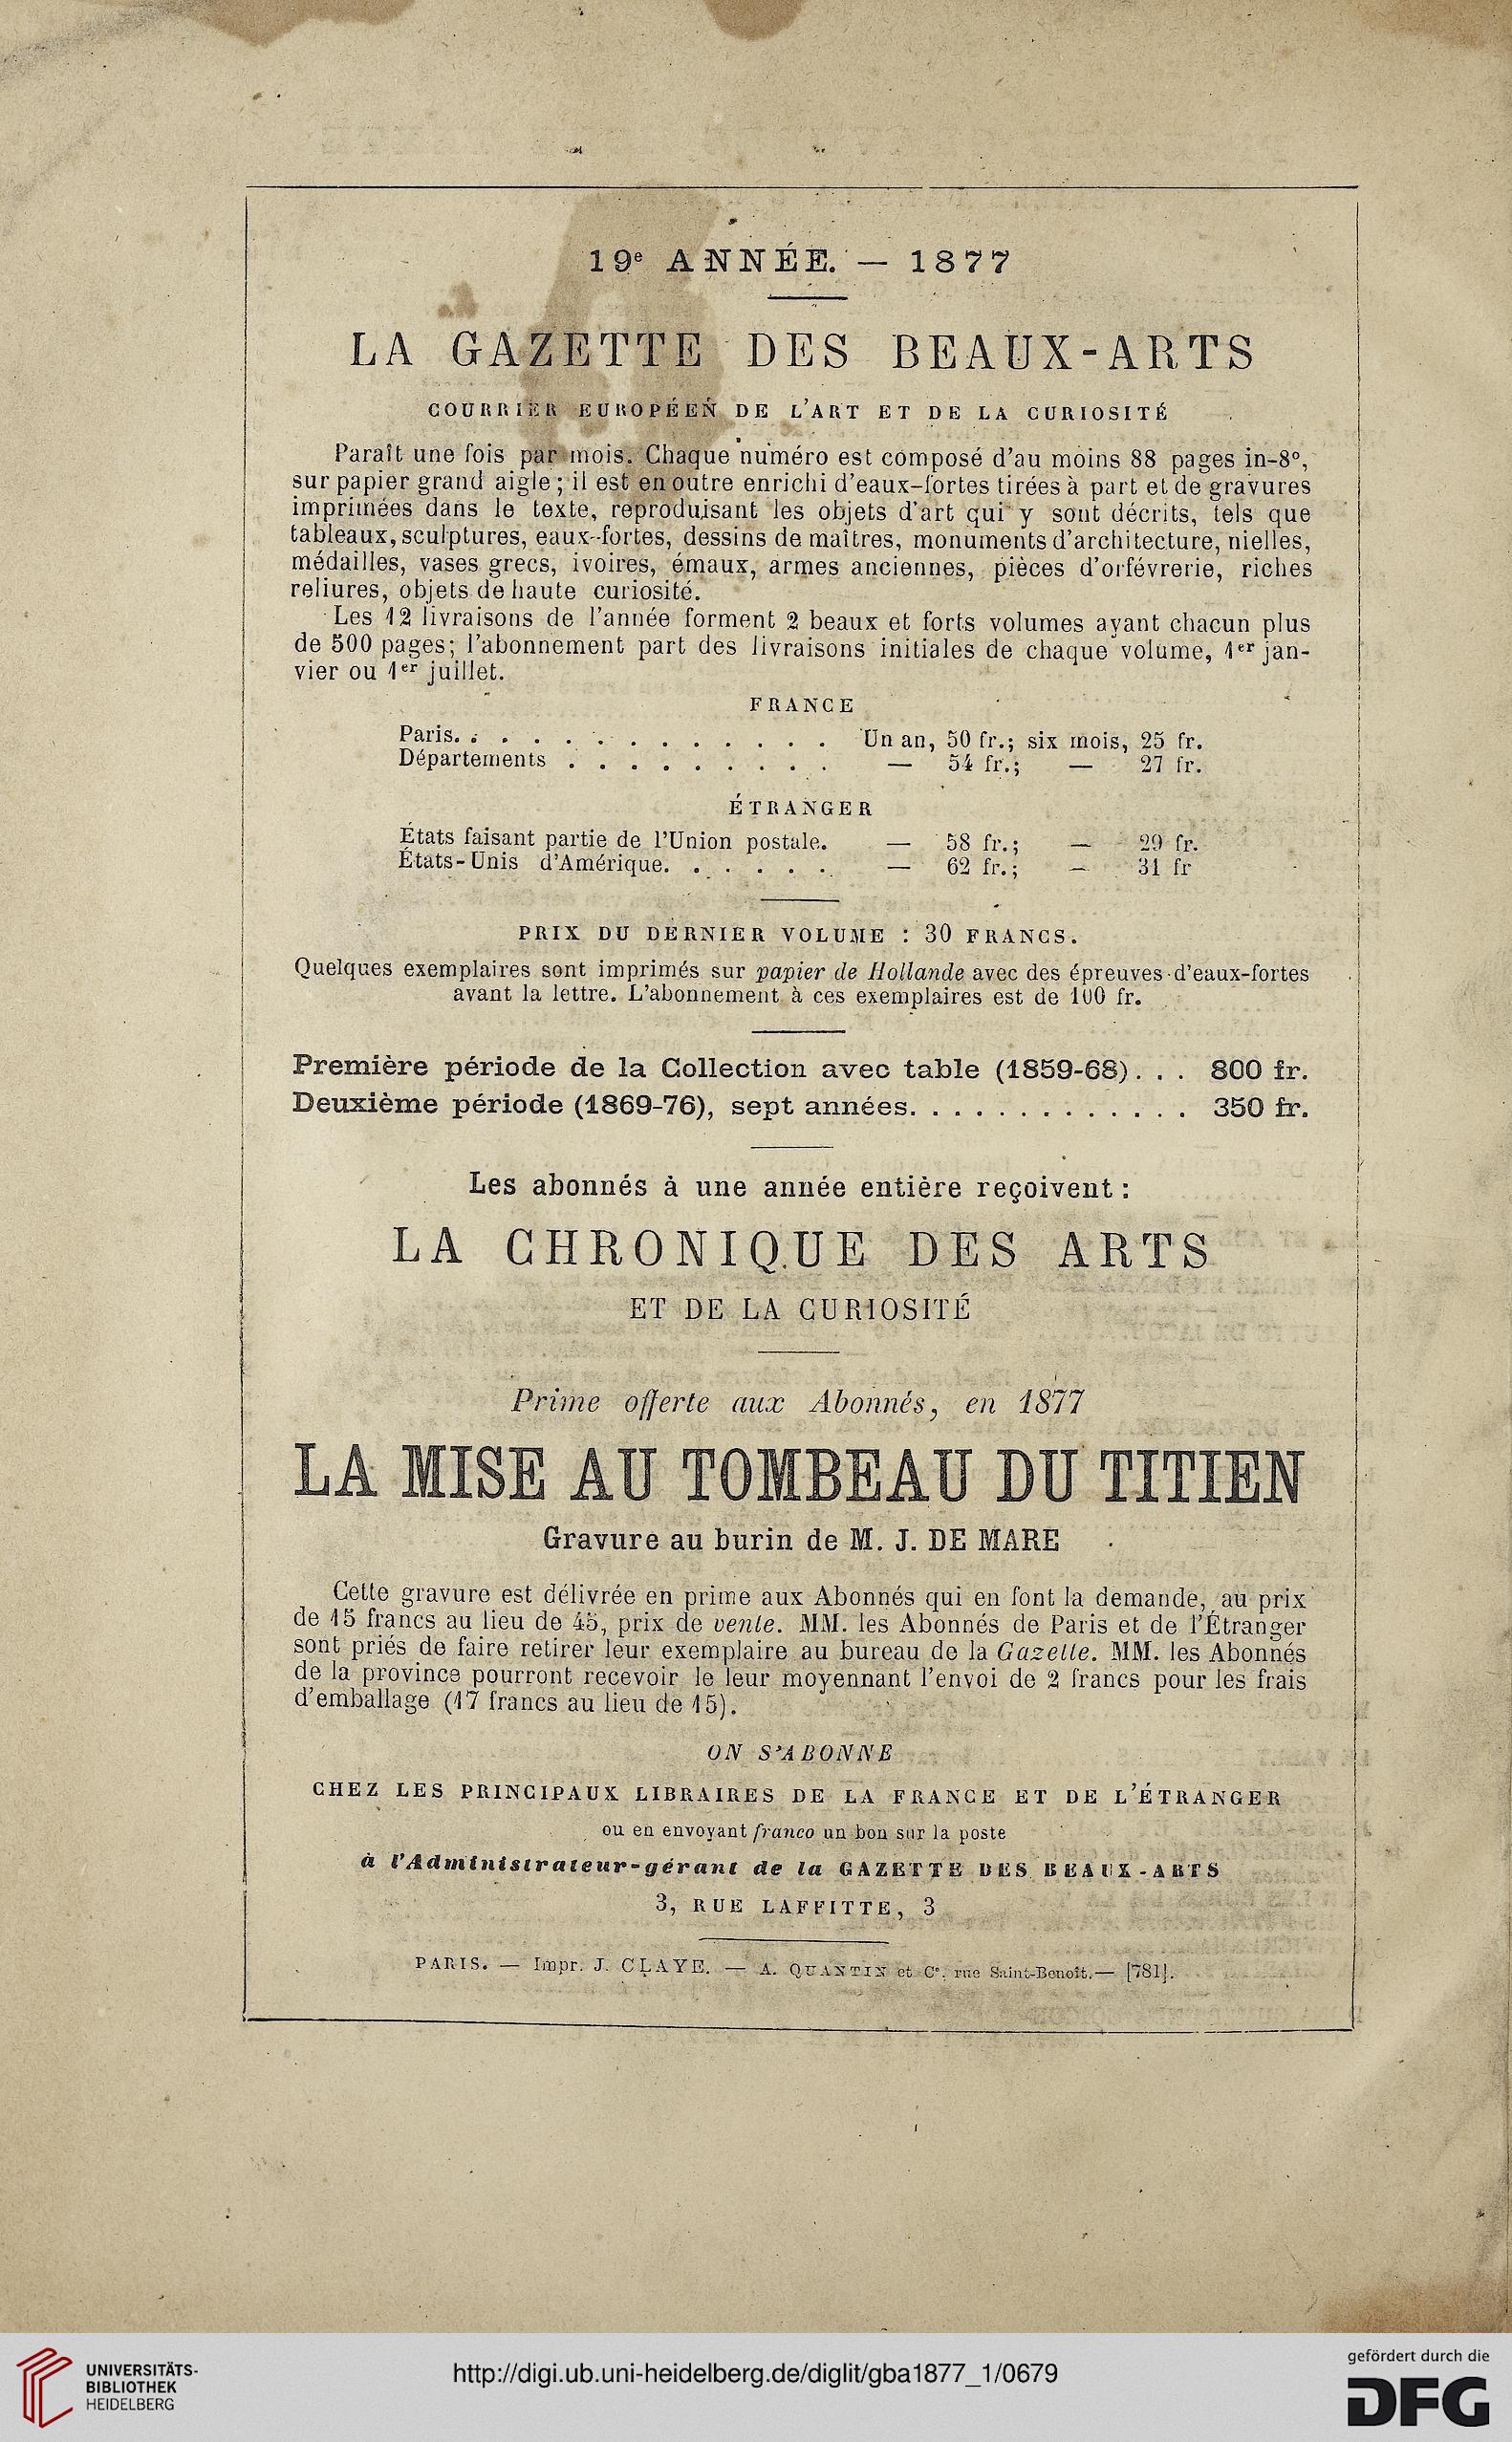 19e ANNÉE. — 1877
LA GAZETTE DES BEAUX-ARTS
COURRIER EUROPÉEN DE L'ART ET DE LA CURIOSITÉ
Paraît une fois par mois. Chaque numéro est composé d'au moins 88 pages in-8°,
sur papier grand aigle; il est en outre enrichi d'eaux-fortes tirées à part et de gravures
imprimées dans le texte, reproduisant les objets d'art qui y sont décrits, tels que
tableaux, sculptures, eaux-fortes, dessins de maîtres, monuments d'architecture, nielles,
médailles, vases grecs, ivoires, émaux, armes anciennes, pièces d'orfévrerie, riches
reliures, objets de haute curiosité.
Les 12 livraisons de l'année forment 2 beaux et forts volumes ayant chacun plus
de 500 pages; l'abonnement part des livraisons initiales de chaque volume, 1er jan-
vier ou 1er juillet.
FRANCE
Paris. . . . . . . . . . . . . Un an, 50 fr.; six mois, 25 fr.
Départements . . . . . . . . . — 54 fr.; — 27 fr.
ÉTRANGER
États faisant partie de l'Union postale. — 58 fr.; — 29 fr.
États-Unis d'Amérique. . . . . . — 62 fr.; — 31 fr
PRIX DU DERNIER VOLUME : 30 FRANCS.
Quelques exemplaires sont imprimés sur papier de Hollande avec des épreuves d'eaux-fortes
avant la lettre. L'abonnement à ces exemplaires est de 100 fr.
Première période de la Collection avec table (1859-68). . . 800 fr.
Deuxième période (1869-76), sept années. . . . . . . . . . . . . 350 fr.
Les abonnés à une année entière reçoivent :
LA CHRONIQUE DES ARTS
ET DE LA CURIOSITÉ
Prime offerte aux Abonnés, en 1877
LA MISE AU TOMBEAU DU TITIEN
Gravure au burin de M. J. DE MARE
Cette gravure est délivrée en prime aux Abonnés qui en font la demande, au prix
de 15 francs au lieu de 45, prix de vente. MM. les Abonnés de Paris et de l'Étranger
sont priés de faire retirer leur exemplaire au bureau de la Gazette. MM. les Abonnés
de la province pourront recevoir le leur moyennant l'envoi de 2 francs pour les frais
d'emballage (17 francs au lieu de 15).
ON S'ABONNE
CHEZ LES PRINCIPAUX LIBRAIRES DE LA FRANCE ET DE L'ÉTRANGER
ou en envoyant franco un bon sur la poste
à l'Administrateur-gérant de la GAZETTE DES BEAUX-ARTS
3, RUE LAFFITTE, 3
PARIS. — Impr. J. CLAYE. — A. QUANTIN et Ce. rue Saint-Benoît. — [781].
UNIVERSITÄTS-
BIBLIOTHEK
HEIDELBERG
http://digi.ub.uni-heidelberg.de/diglit/gba1877_1/0679
gefördert durch die
DFG